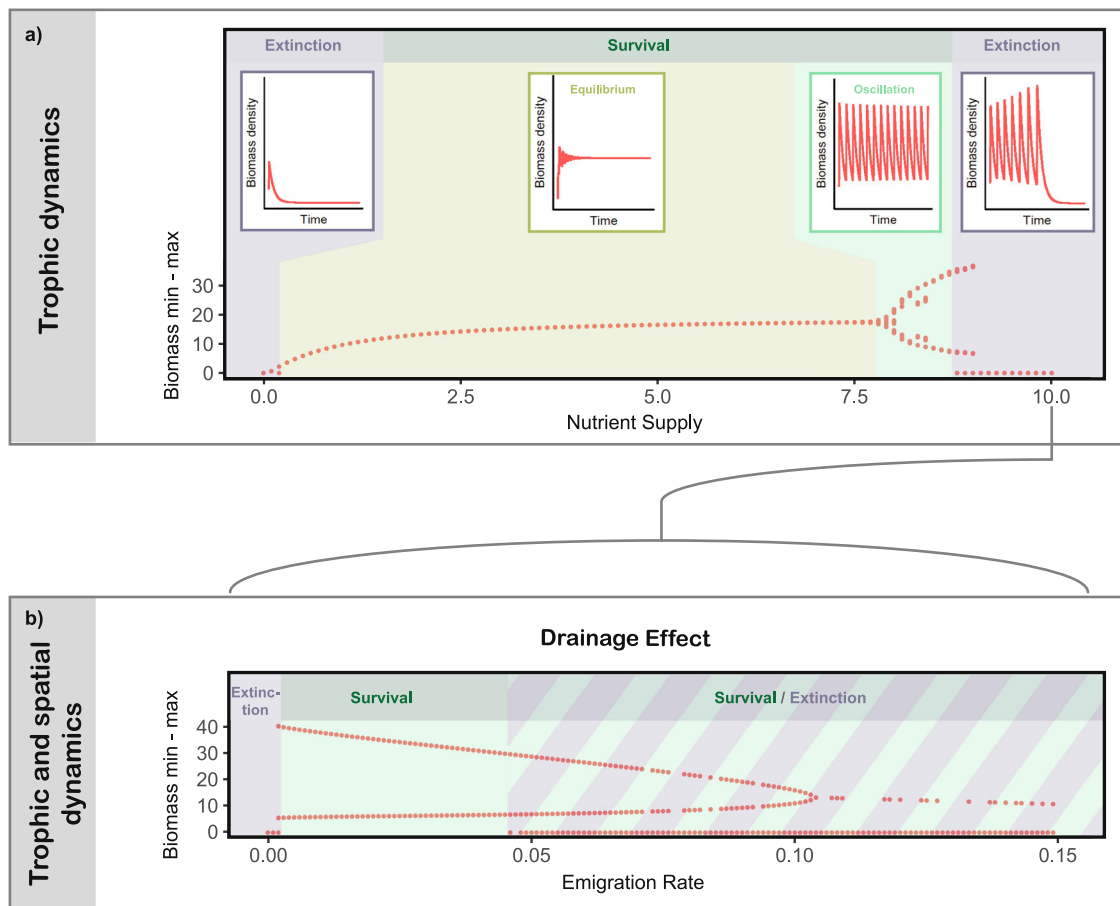 a)
Trophic dynamics
Extinction
Survival
Extinction
Biomass density
Time
Equilibrium
Biomass density
Time
Oscillation
Biomass density
Time
Biomass density
Time
Biomass min - max
30
20
10
0
0.0
2.5
5.0
7.5
10.0
Nutrient Supply
b)
Trophic and spatial
dynamics
Drainage Effect
Extinc-
tion
Survival
Survival / Extinction
Biomass min - max
40
30
20
10
0
0.00
0.05
0.10
0.15
Emigration Rate